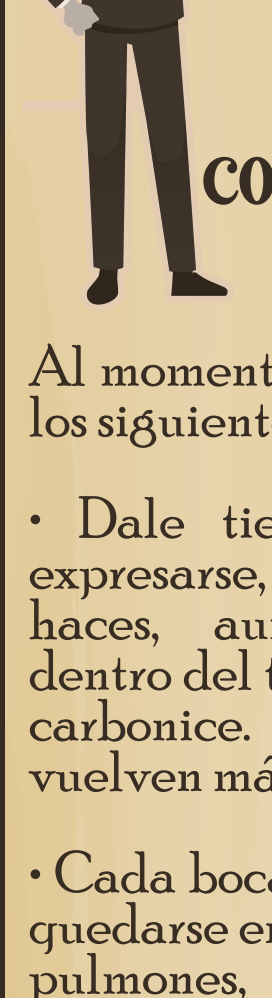 co
Al moment
los siguient
• Dale tie
expresarse,
haces, au
dentro del t
carbonice.
vuelven má
• Cada boca
quedarse en
pulmones,